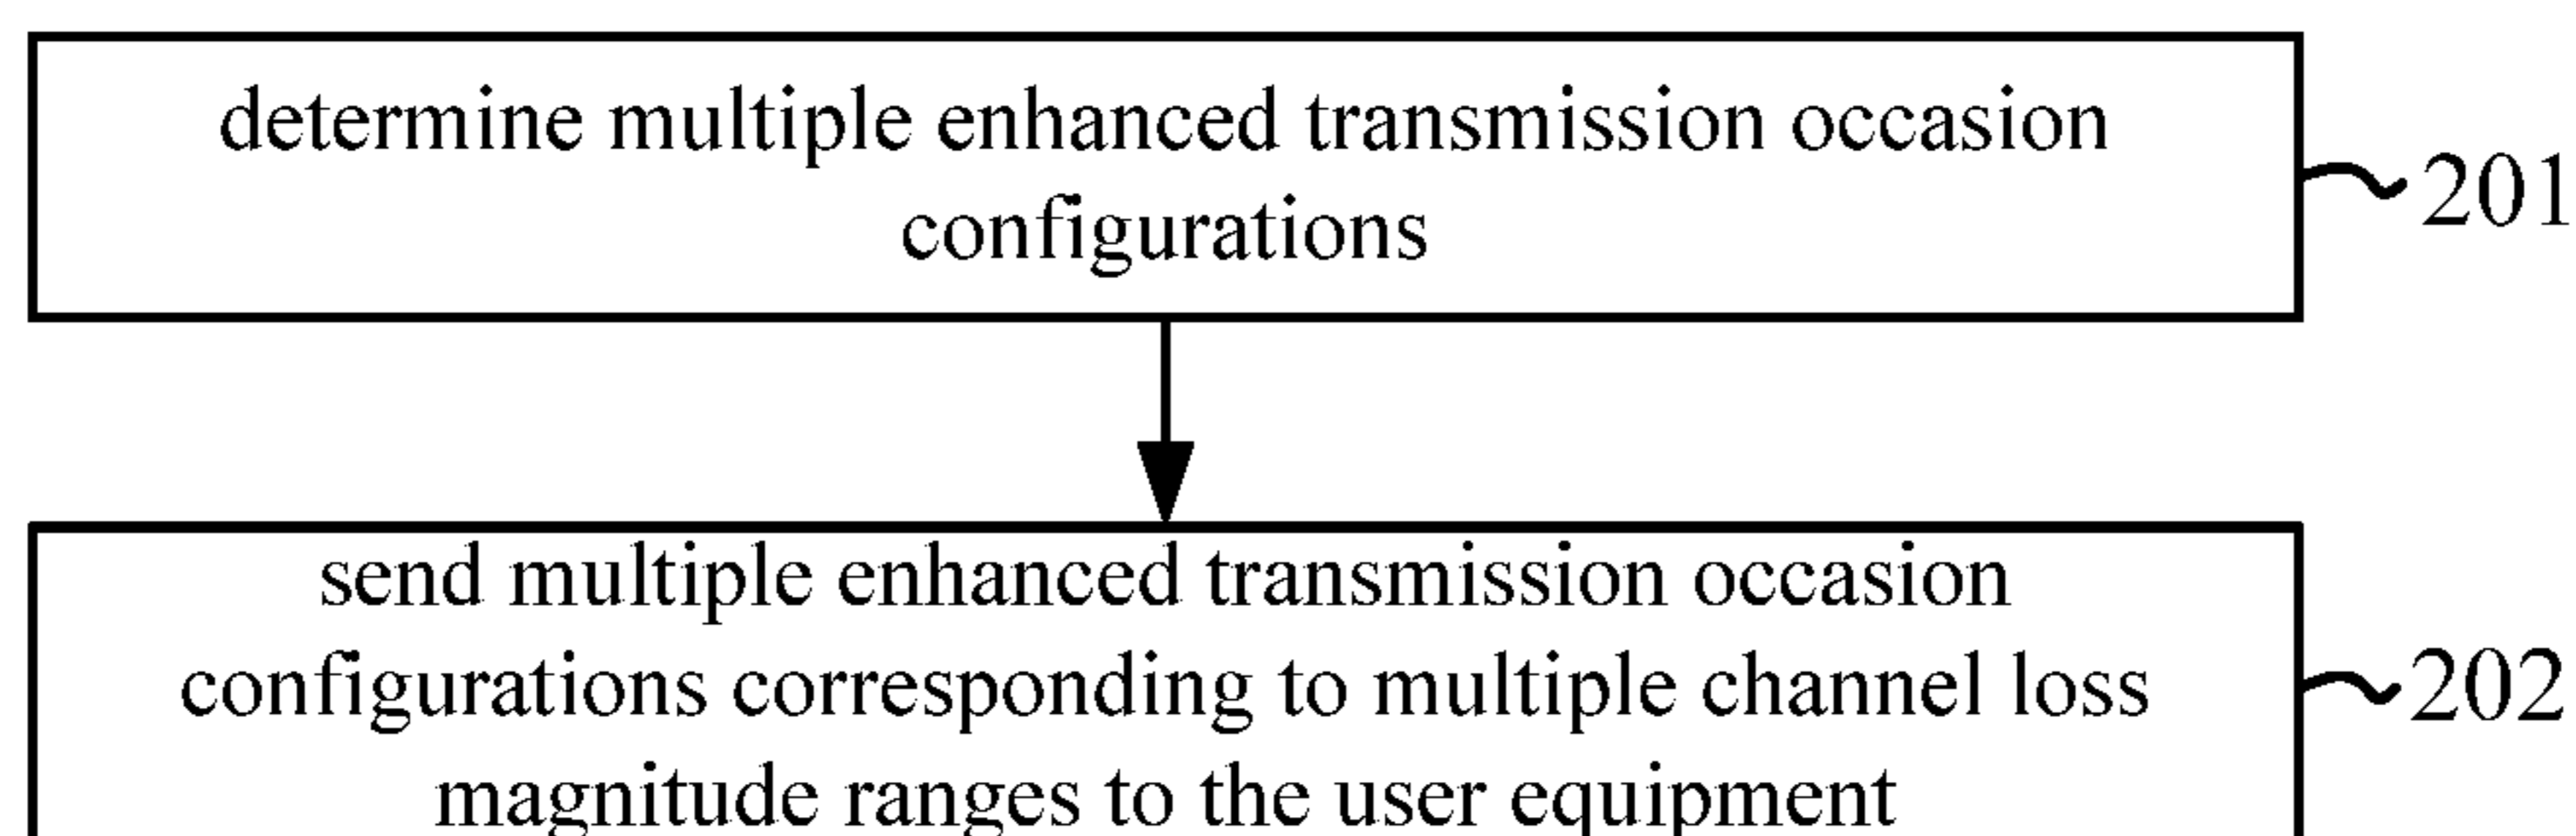 determine multiple enhanced transmission occasion
configurations
201
send multiple enhanced transmission occasion
configurations corresponding to multiple channel loss
magnitude ranges to the user equipment
202